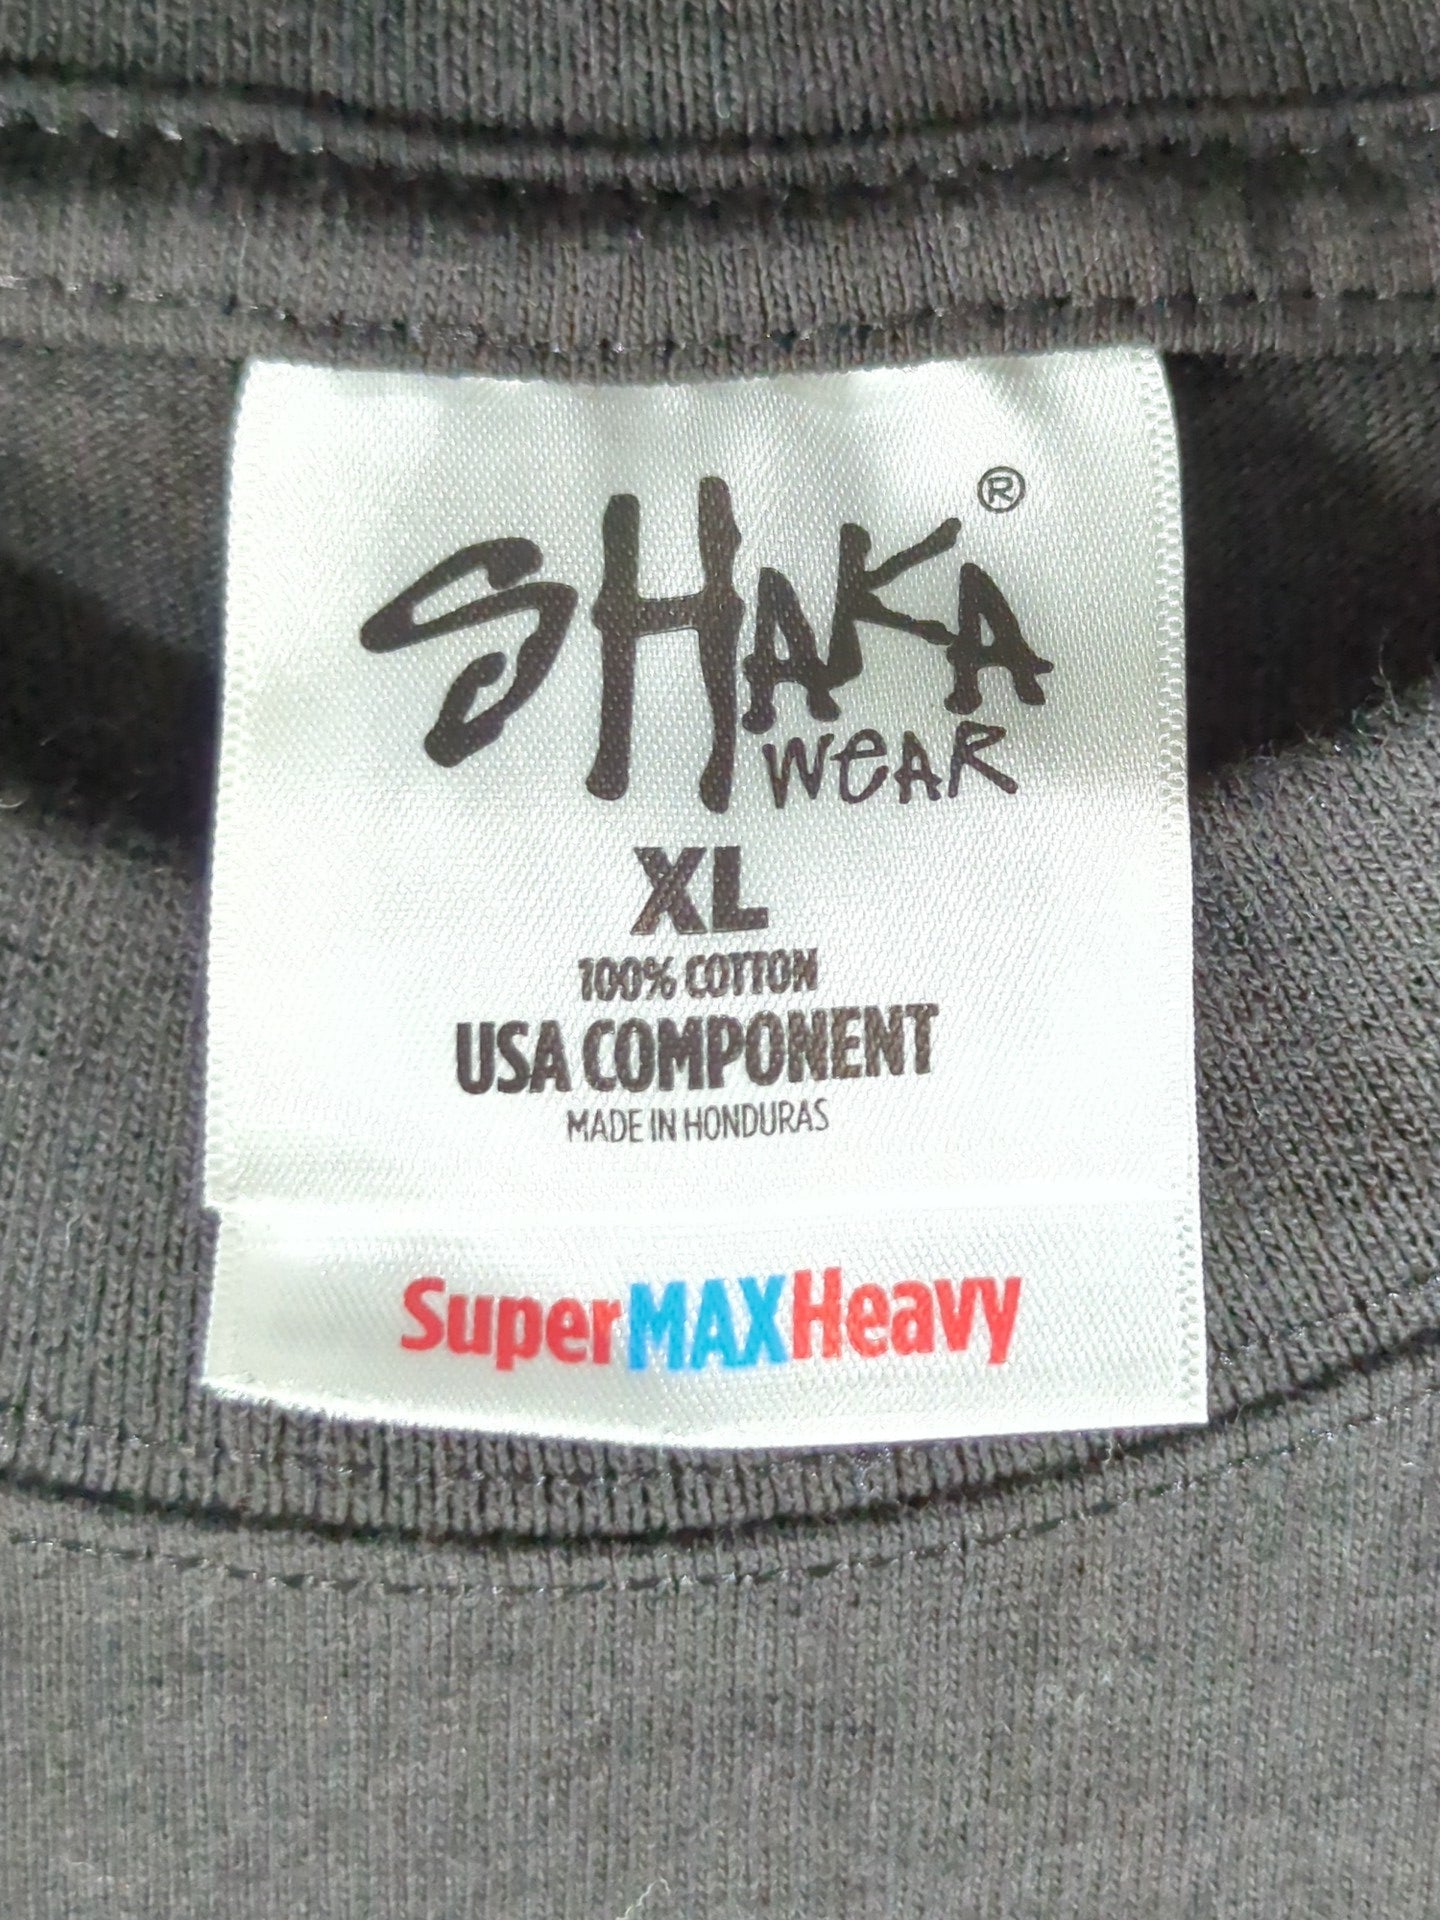 SHAKA ®
WeAR
XL
100% COTTON
USA COMPONENT
MADE IN HONDURAS
SuperMAXHeavy